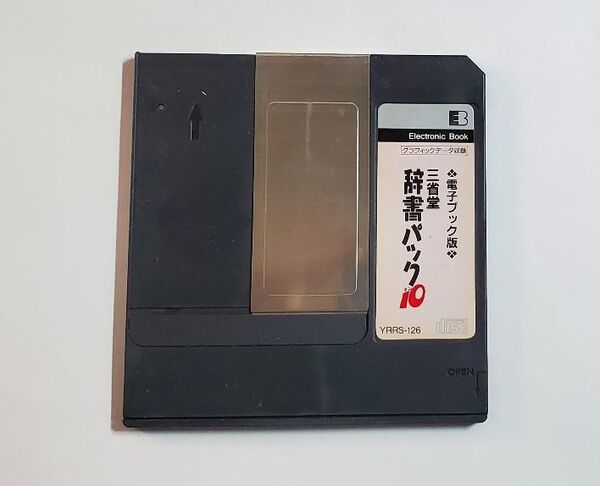 EB
Electronic Book
グラフィックデータ収録
❖電子ブック版❖
三省堂
辞書パック10
YRRS-126
disc
OPEN